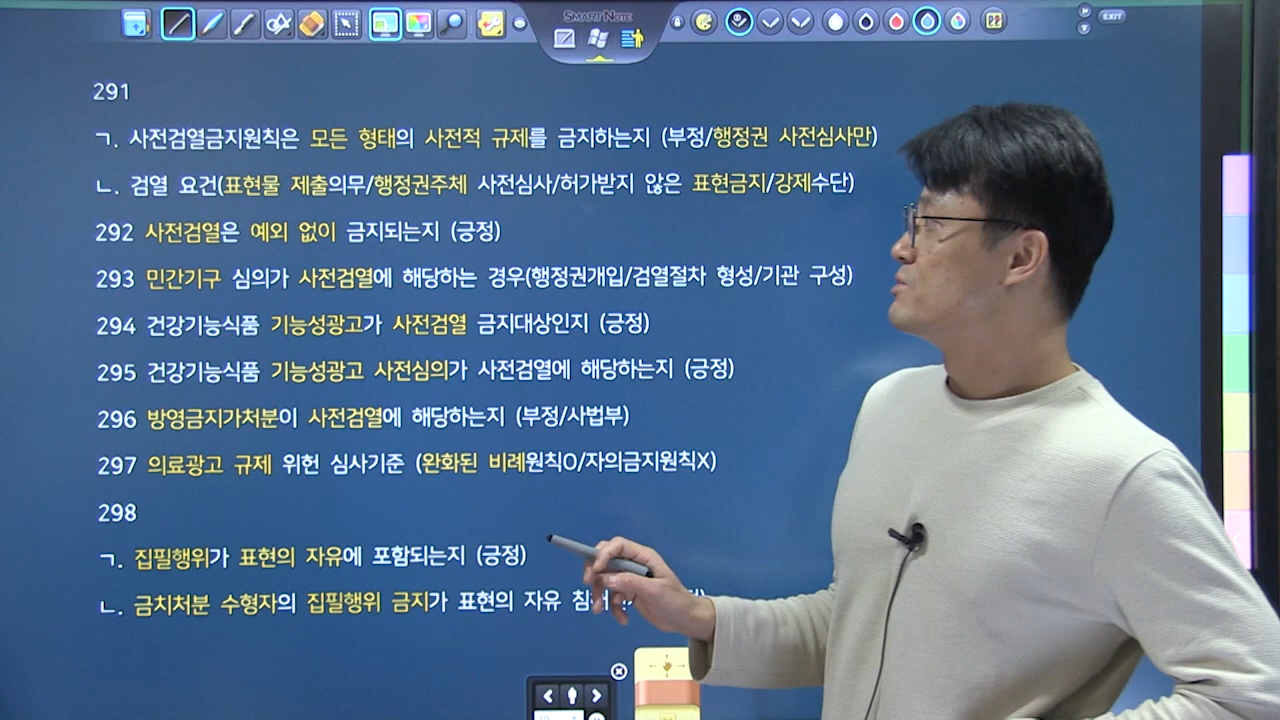 SMARTNOTE
EXIT
291
ㄱ. 사전검열금지원칙은 모든 형태의 사전적 규제를 금지하는지 (부정/행정권 사전심사만)
ㄴ. 검열 요건(표현물 제출의무/행정권주체 사전심사/허가받지 않은 표현금지/강제수단)
292 사전검열은 예외 없이 금지되는지 (긍정)
293 민간기구 심의가 사전검열에 해당하는 경우(행정권개입/검열절차 형성/기관 구성)
294 건강기능식품 기능성광고가 사전검열 금지대상인지 (긍정)
295 건강기능식품 기능성광고 사전심의가 사전검열에 해당하는지 (긍정)
296 방영금지가처분이 사전검열에 해당하는지 (부정/사법부)
297 의료광고 규제 위헌 심사기준 (완화된 비례원칙O/자의금지원칙X)
298
ㄱ. 집필행위가 표현의 자유에 포함되는지 (긍정)
ㄴ. 금치처분 수형자의 집필행위 금지가 표현의 자유